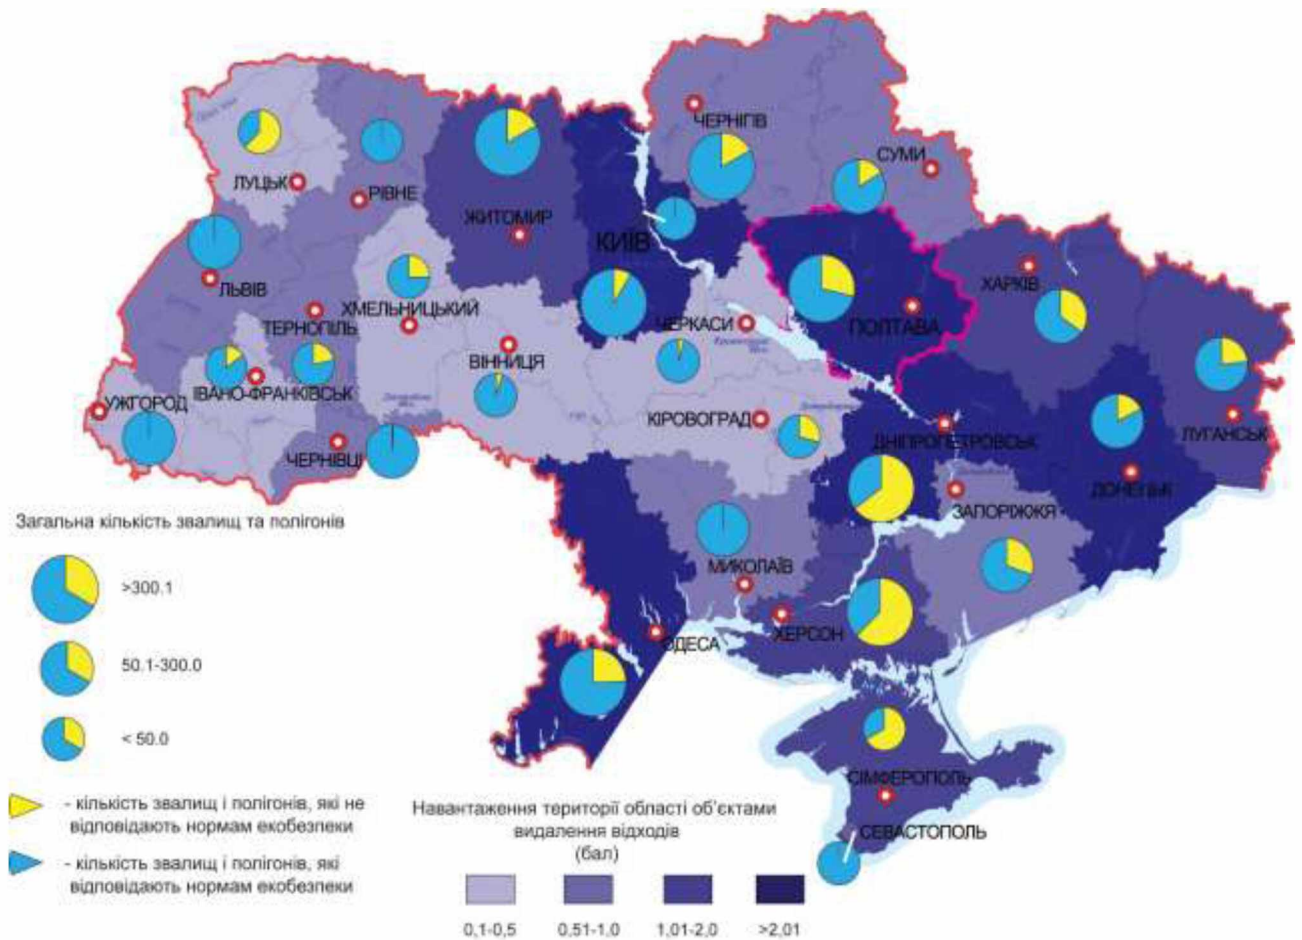 ЧЕРНІГІВ
СУМИ
ЛУЦЬК
РІВНЕ
ЖИТОМИР
КИЇВ
ХАРКІВ
ЛЬВІВ
ХМЕЛЬНИЦЬКИЙ
ТЕРНОПІЛЬ
ЧЕРКАСИ
ПОЛТАВА
ВІННИЦЯ
ІВАНО-ФРАНКІВСЬК
УЖГОРОД
КІРОВОГРАД
ДНІПРОПЕТРОВСЬК
ЛУГАНСЬК
ЧЕРНІВЦІ
ДОНЕЦЬК
ЗАПОРІЖЖЯ
МИКОЛАЇВ
ХЕРСОН
ОДЕСА
СІМФЕРОПОЛЬ
СЕВАСТОПОЛЬ
Загальна кількість звалищ та полігонів
>300.1
50.1-300.0
< 50.0
- кількість звалищ і полігонів, які не
відповідають нормам екобезпеки
- кількість звалищ і полігонів, які
відповідають нормам екобезпеки
Навантаження території області об’єктами
видалення відходів
(бал)
0,1-0,5
0,51-1,0
1,01-2,0
>2,01